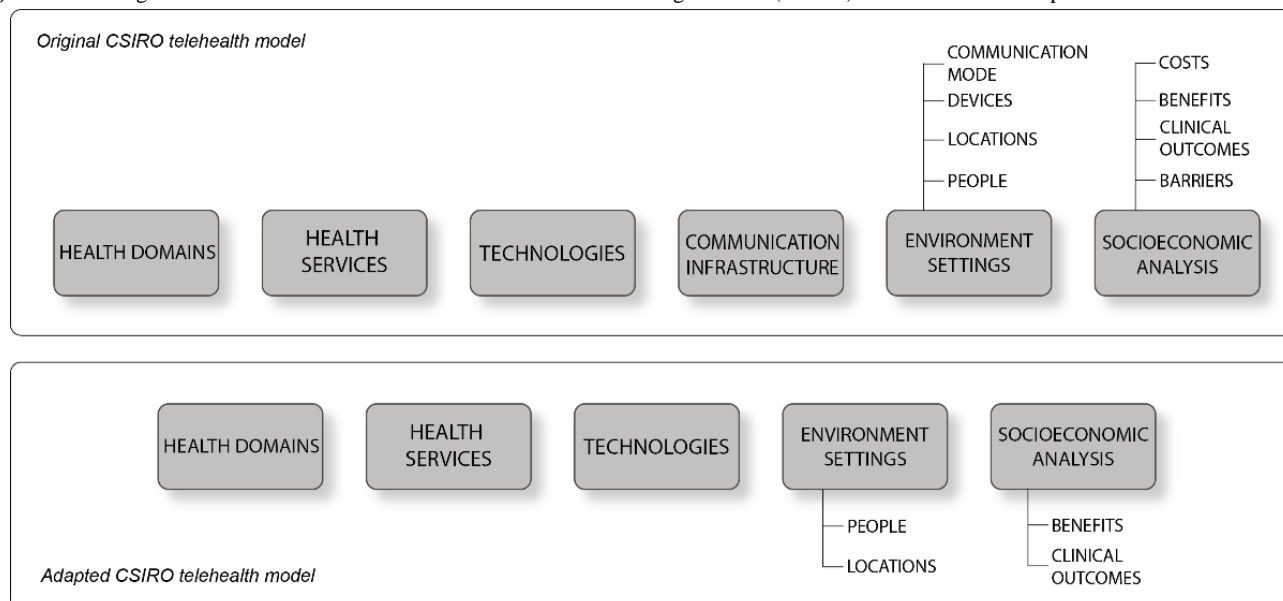 Original CSIRO telehealth model
COMMUNICATION
MODE
DEVICES
LOCATIONS
PEOPLE
COSTS
BENEFITS
CLINICAL
OUTCOMES
BARRIERS
HEALTH DOMAINS
HEALTH
SERVICES
TECHNOLOGIES
COMMUNICATION
INFRASTRUCTURE
ENVIRONMENT
SETTINGS
SOCIOECONOMIC
ANALYSIS
HEALTH DOMAINS
HEALTH
SERVICES
TECHNOLOGIES
ENVIRONMENT
SETTINGS
SOCIOECONOMIC
ANALYSIS
PEOPLE
LOCATIONS
BENEFITS
CLINICAL
OUTCOMES
Adapted CSIRO telehealth model